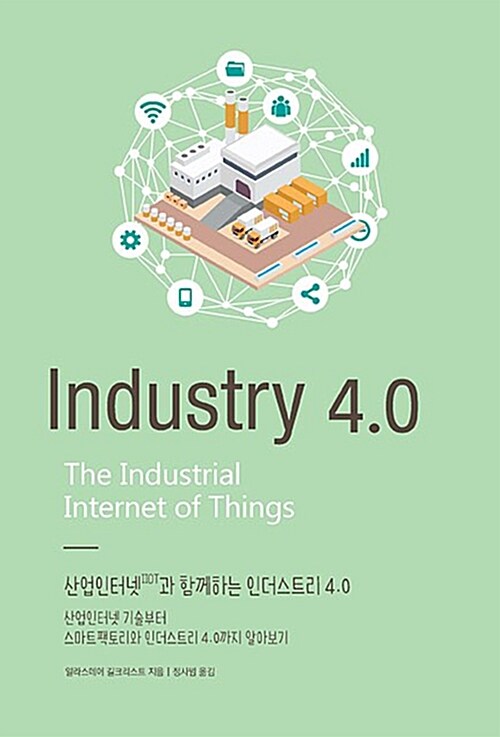 Industry 4.0
The Industrial
Internet of Things
산업인터넷IIOT과 함께하는 인더스트리 4.0
산업인터넷 기술부터
스마트팩토리와 인더스트리 4.0까지 알아보기
알라스데어 길크리스트 지음 | 정사범 옮김